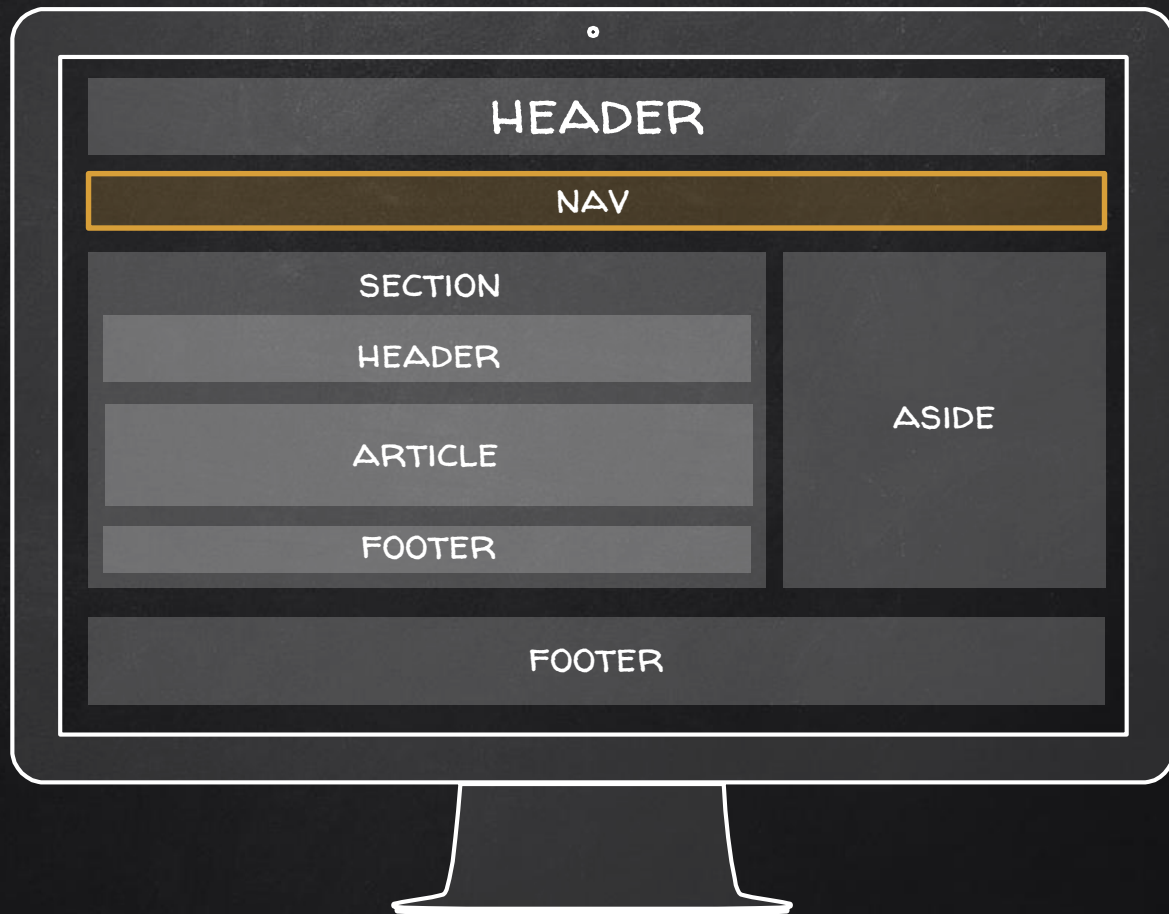 HEADER
NAV
SECTION
HEADER
ARTICLE
FOOTER
ASIDE
FOOTER